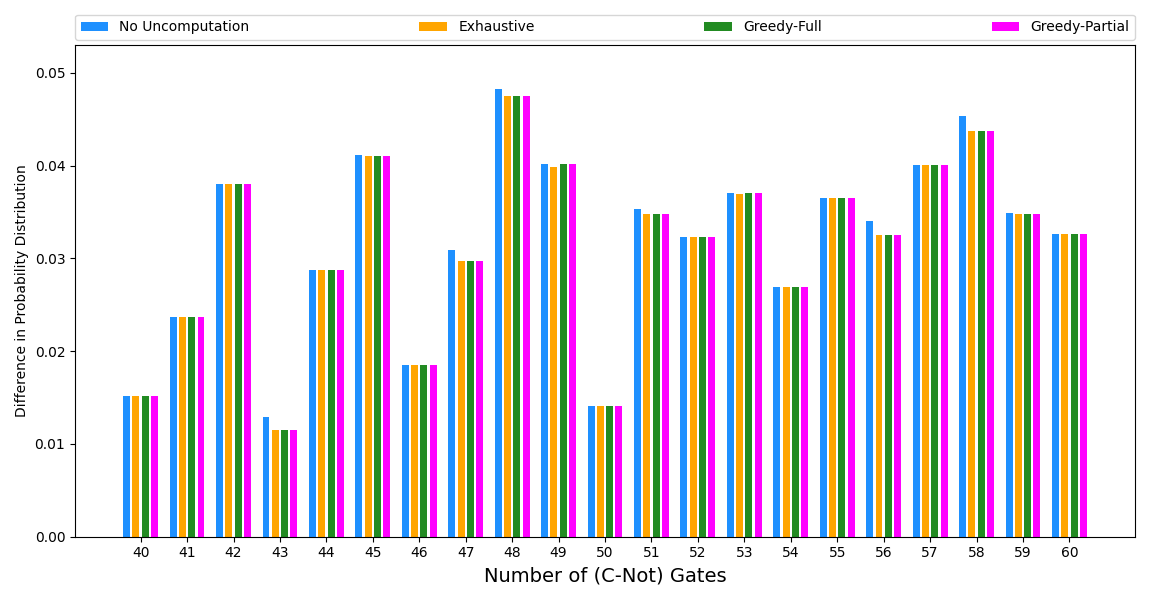 No Uncomputation Exhaustive Greedy-Full Greedy-Partial
0.05
0.04
0.03
0.02
0.01
0.00
Difference in Probability Distribution
40 41 42 43 44 45 46 47 48 49 50 51 52 53 54 55 56 57 58 59 60
Number of (C-Not) Gates